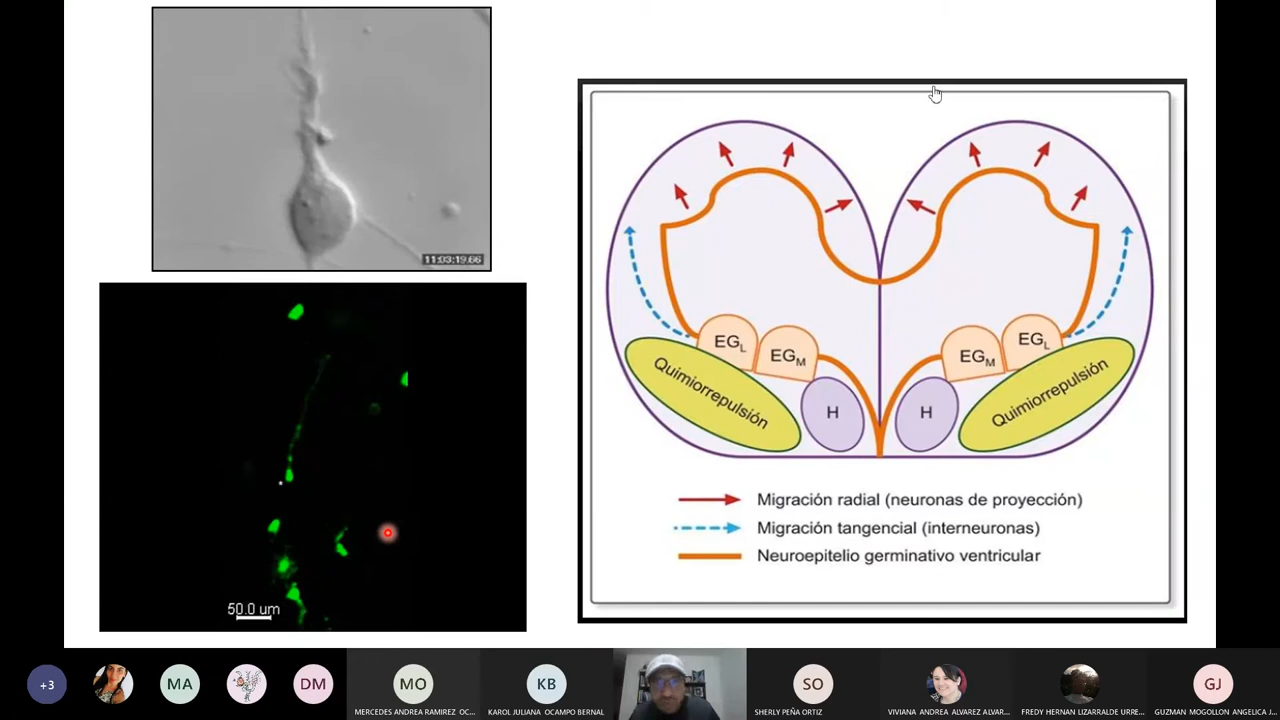 11:03:19.66
50.0 um
EGL
EGM
EGM
EGL
Quimiorrepulsión
H
H
Quimiorrepulsión
Migración radial (neuronas de proyección)
Migración tangencial (interneuronas)
Neuroepitelio germinativo ventricular
+3
MA
DM
MO
KB
SO
GJ
MERCEDES ANDREA RAMIREZ OC...
KAROL JULIANA OCAMPO BERNAL
SHERLY PEÑA ORTIZ
VIVIANA ANDREA ALVAREZ ALVAR...
FREDY HERNAN LIZARRALDE URRE...
GUZMAN MOGOLLON ANGELICA J...